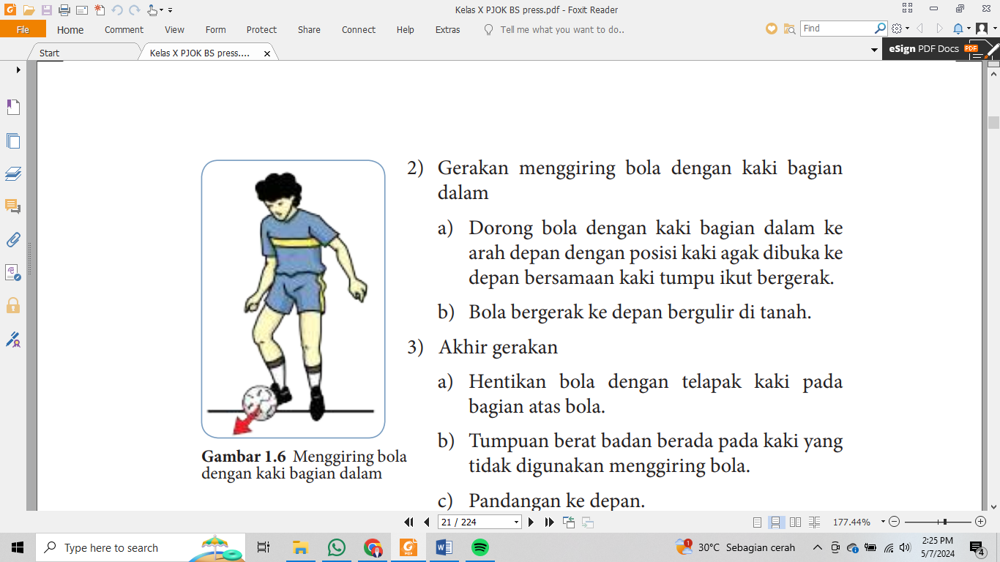 Kelas X PJOK BS press.pdf - Foxit Reader
File Home Comment View Form Protect Share Connect Help Extras Tell me what you want to do.. Find
Start Kelas X PJOK BS press.... eSign PDF Docs PDF
2) Gerakan menggiring bola dengan kaki bagian
dalam
a) Dorong bola dengan kaki bagian dalam ke
arah depan dengan posisi kaki agak dibuka ke
depan bersamaan kaki tumpu ikut bergerak.
b) Bola bergerak ke depan bergulir di tanah.
3) Akhir gerakan
a) Hentikan bola dengan telapak kaki pada
bagian atas bola.
b) Tumpuan berat badan berada pada kaki yang
tidak digunakan menggiring bola.
c) Pandangan ke depan.
Gambar 1.6 Menggiring bola
dengan kaki bagian dalam
21 / 224 177.44%
Type here to search 30°C Sebagian cerah 2:25 PM
5/7/2024 4